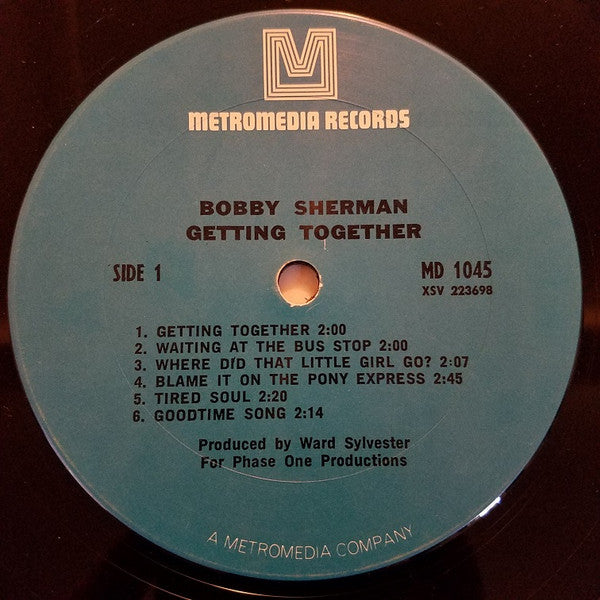 M
METROMEDIA RECORDS
BOBBY SHERMAN
GETTING TOGETHER
SIDE 1
MD 1045
XSV 223698
1. GETTING TOGETHER 2:00
2. WAITING AT THE BUS STOP 2:00
3. WHERE DID THAT LITTLE GIRL GO? 2:07
4. BLAME IT ON THE PONY EXPRESS 2:45
5. TIRED SOUL 2:20
6. GOODTIME SONG 2:14
Produced by Ward Sylvester
For Phase One Productions
A METROMEDIA COMPANY